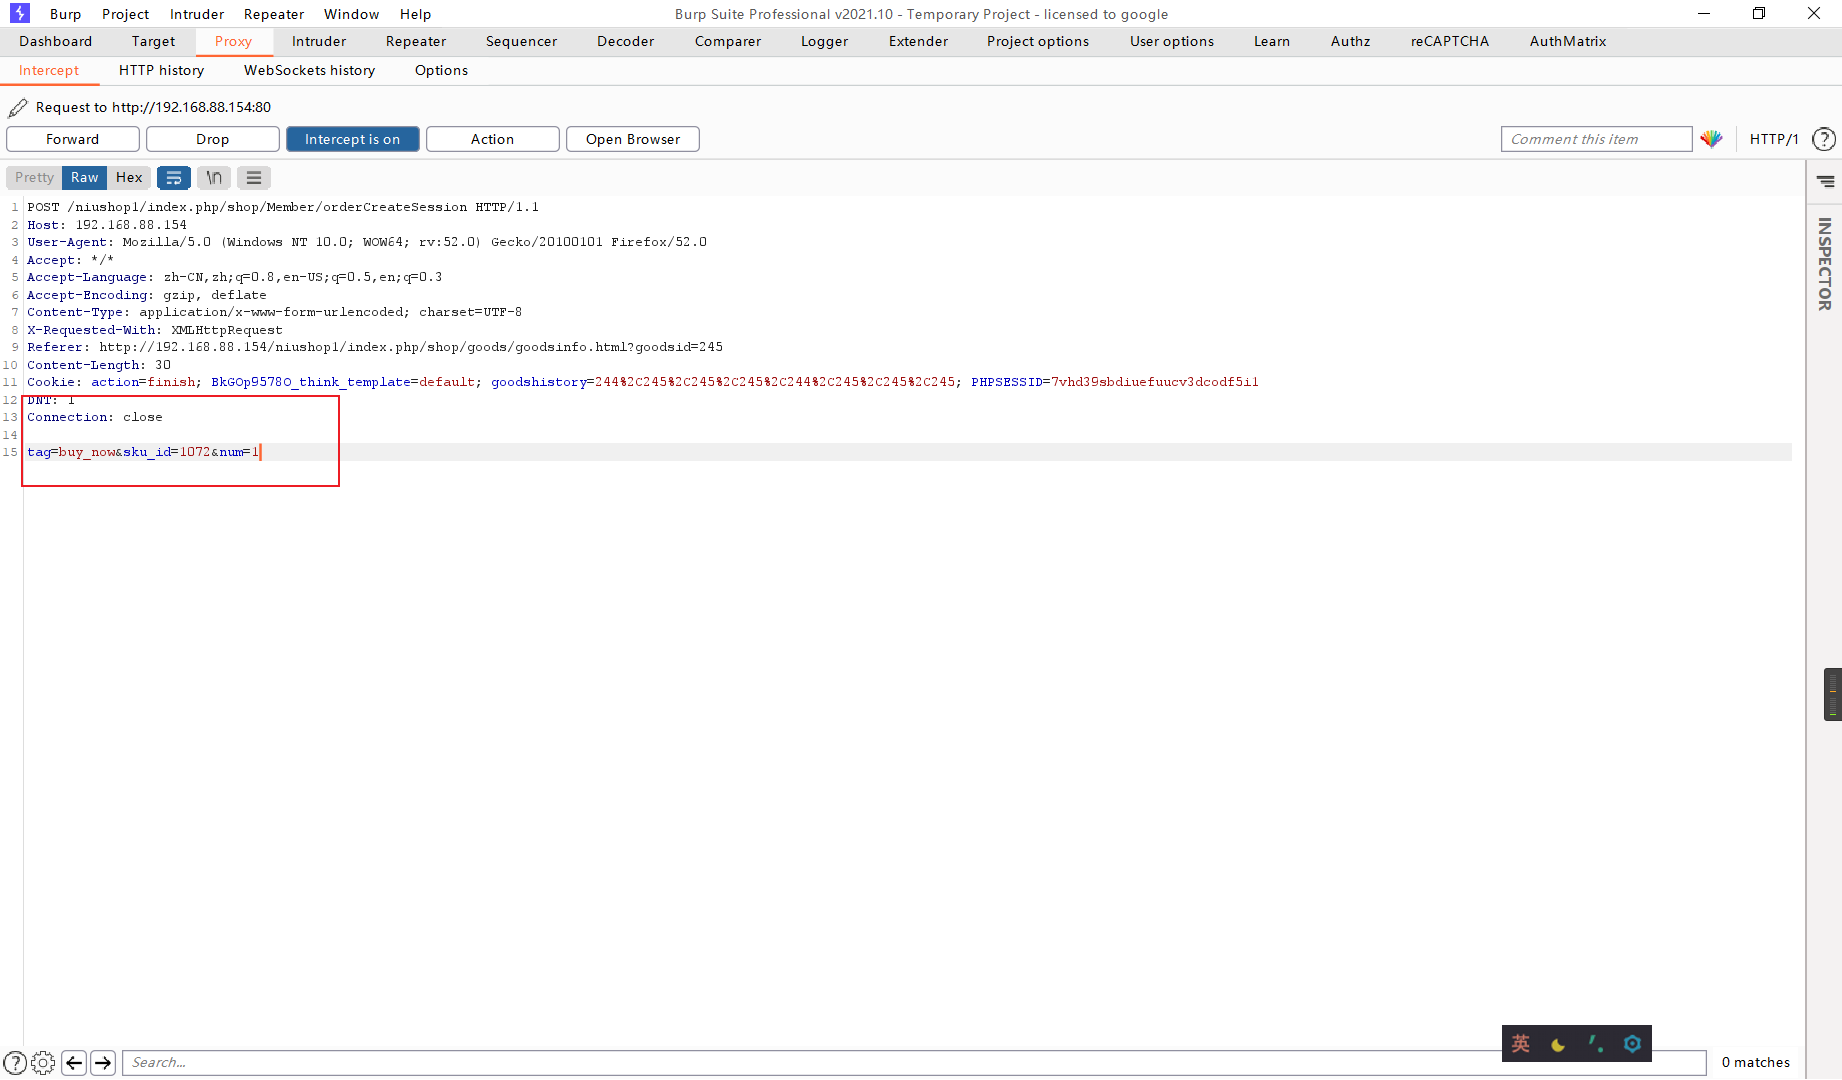 Burp Project Intruder Repeater Window Help
Burp Suite Professional v2021.10 - Temporary Project - licensed to google
Dashboard Target Proxy Intruder Repeater Sequencer Decoder Comparer Logger Extender Project options User options Learn Authz reCAPTCHA AuthMatrix
Intercept HTTP history WebSockets history Options
Request to http://192.168.88.154:80
Forward Drop Intercept is on Action Open Browser Comment this item HTTP/1 ?
Pretty Raw Hex \n
INSPECTOR
1 POST /niushop1/index.php/shop/Member/orderCreateSession HTTP/1.1
2 Host: 192.168.88.154
3 User-Agent: Mozilla/5.0 (Windows NT 10.0; WOW64; rv:52.0) Gecko/20100101 Firefox/52.0
4 Accept: */*
5 Accept-Language: zh-CN,zh;q=0.8,en-US;q=0.5,en;q=0.3
6 Accept-Encoding: gzip, deflate
7 Content-Type: application/x-www-form-urlencoded; charset=UTF-8
8 X-Requested-With: XMLHttpRequest
9 Referer: http://192.168.88.154/niushop1/index.php/shop/goods/goodsinfo.html?goodsid=245
10 Content-Length: 30
11 Cookie: action=finish; BkGOp9578O_think_template=default; goodshistory=244%2C245%2C245%2C245%2C244%2C245%2C245%2C245; PHPSESSID=7vhd39sbdiuefuucv3dcodf5i1
12 DNT: 1
13 Connection: close
14
15 tag=buy_now&sku_id=1072&num=1
英
? Search... 0 matches